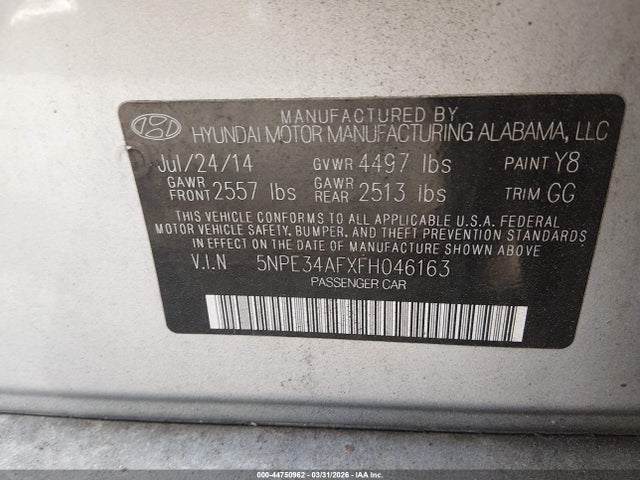 MANUFACTURED BY
HYUNDAI MOTOR MANUFACTURING ALABAMA, LLC
Jul/24/14 GVWR 4497 lbs PAINT Y8
GAWR FRONT 2557 lbs GAWR REAR 2513 lbs TRIM GG
THIS VEHICLE CONFORMS TO ALL APPLICABLE U.S.A. FEDERAL
MOTOR VEHICLE SAFETY, BUMPER, AND THEFT PREVENTION STANDARDS
IN EFFECT ON THE DATE OF MANUFACTURE SHOWN ABOVE
V.I.N 5NPE34AFXFH046163
PASSENGER CAR
000-44750962 - 03/31/2026 - COPART IAA